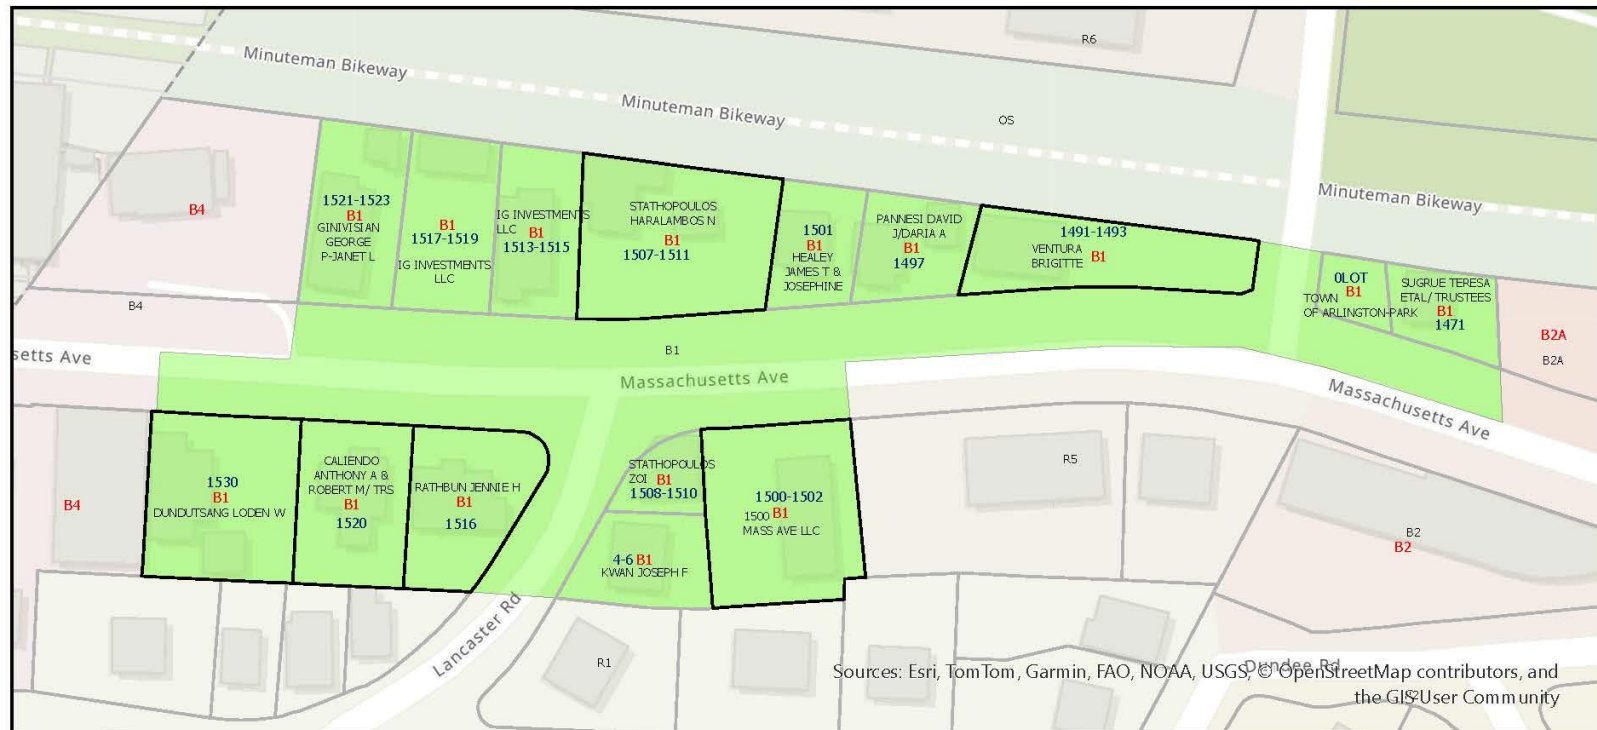 R6
Minuteman Bikeway
Minuteman Bikeway
OS
Minuteman Bikeway
B4
B4
1521-1523
B1
GINIVISIAN
GEORGE
P-JANET L
B1
1517-1519
IG INVESTMENTS
LLC
IG INVESTMENTS
LLC
B1
1513-1515
STATHOPOULOS
HARALAMBOS N
B1
1507-1511
1501
B1
HEALEY
JAMES T &
JOSEPHINE
PANNESI DAVID
J/DARIA A
B1
1497
1491-1493
VENTURA
BRIGITTE
B1
0LOT
B1
TOWN
OF ARLINGTON-PARK
SUGRUE TERESA
ETAL/ TRUSTEES
B1
1471
B2A
B2A
setts Ave
B1
Massachusetts Ave
Massachusetts Ave
B4
1530
B1
DUNDUTSANG LODEN W
CALIENDO
ANTHONY A &
ROBERT M/ TRS
B1
1520
RATHBUN JENNIE H
B1
1516
STATHOPOULOS
ZOI
B1
1508-1510
4-6 B1
KWAN JOSEPH F
1500-1502
1500 B1
MASS AVE LLC
R5
B2
B2
Lancaster Rd
R1
Dundee Rd
Sources: Esri, TomTom, Garmin, FAO, NOAA, USGS, © OpenStreetMap contributors, and
the GIS User Community